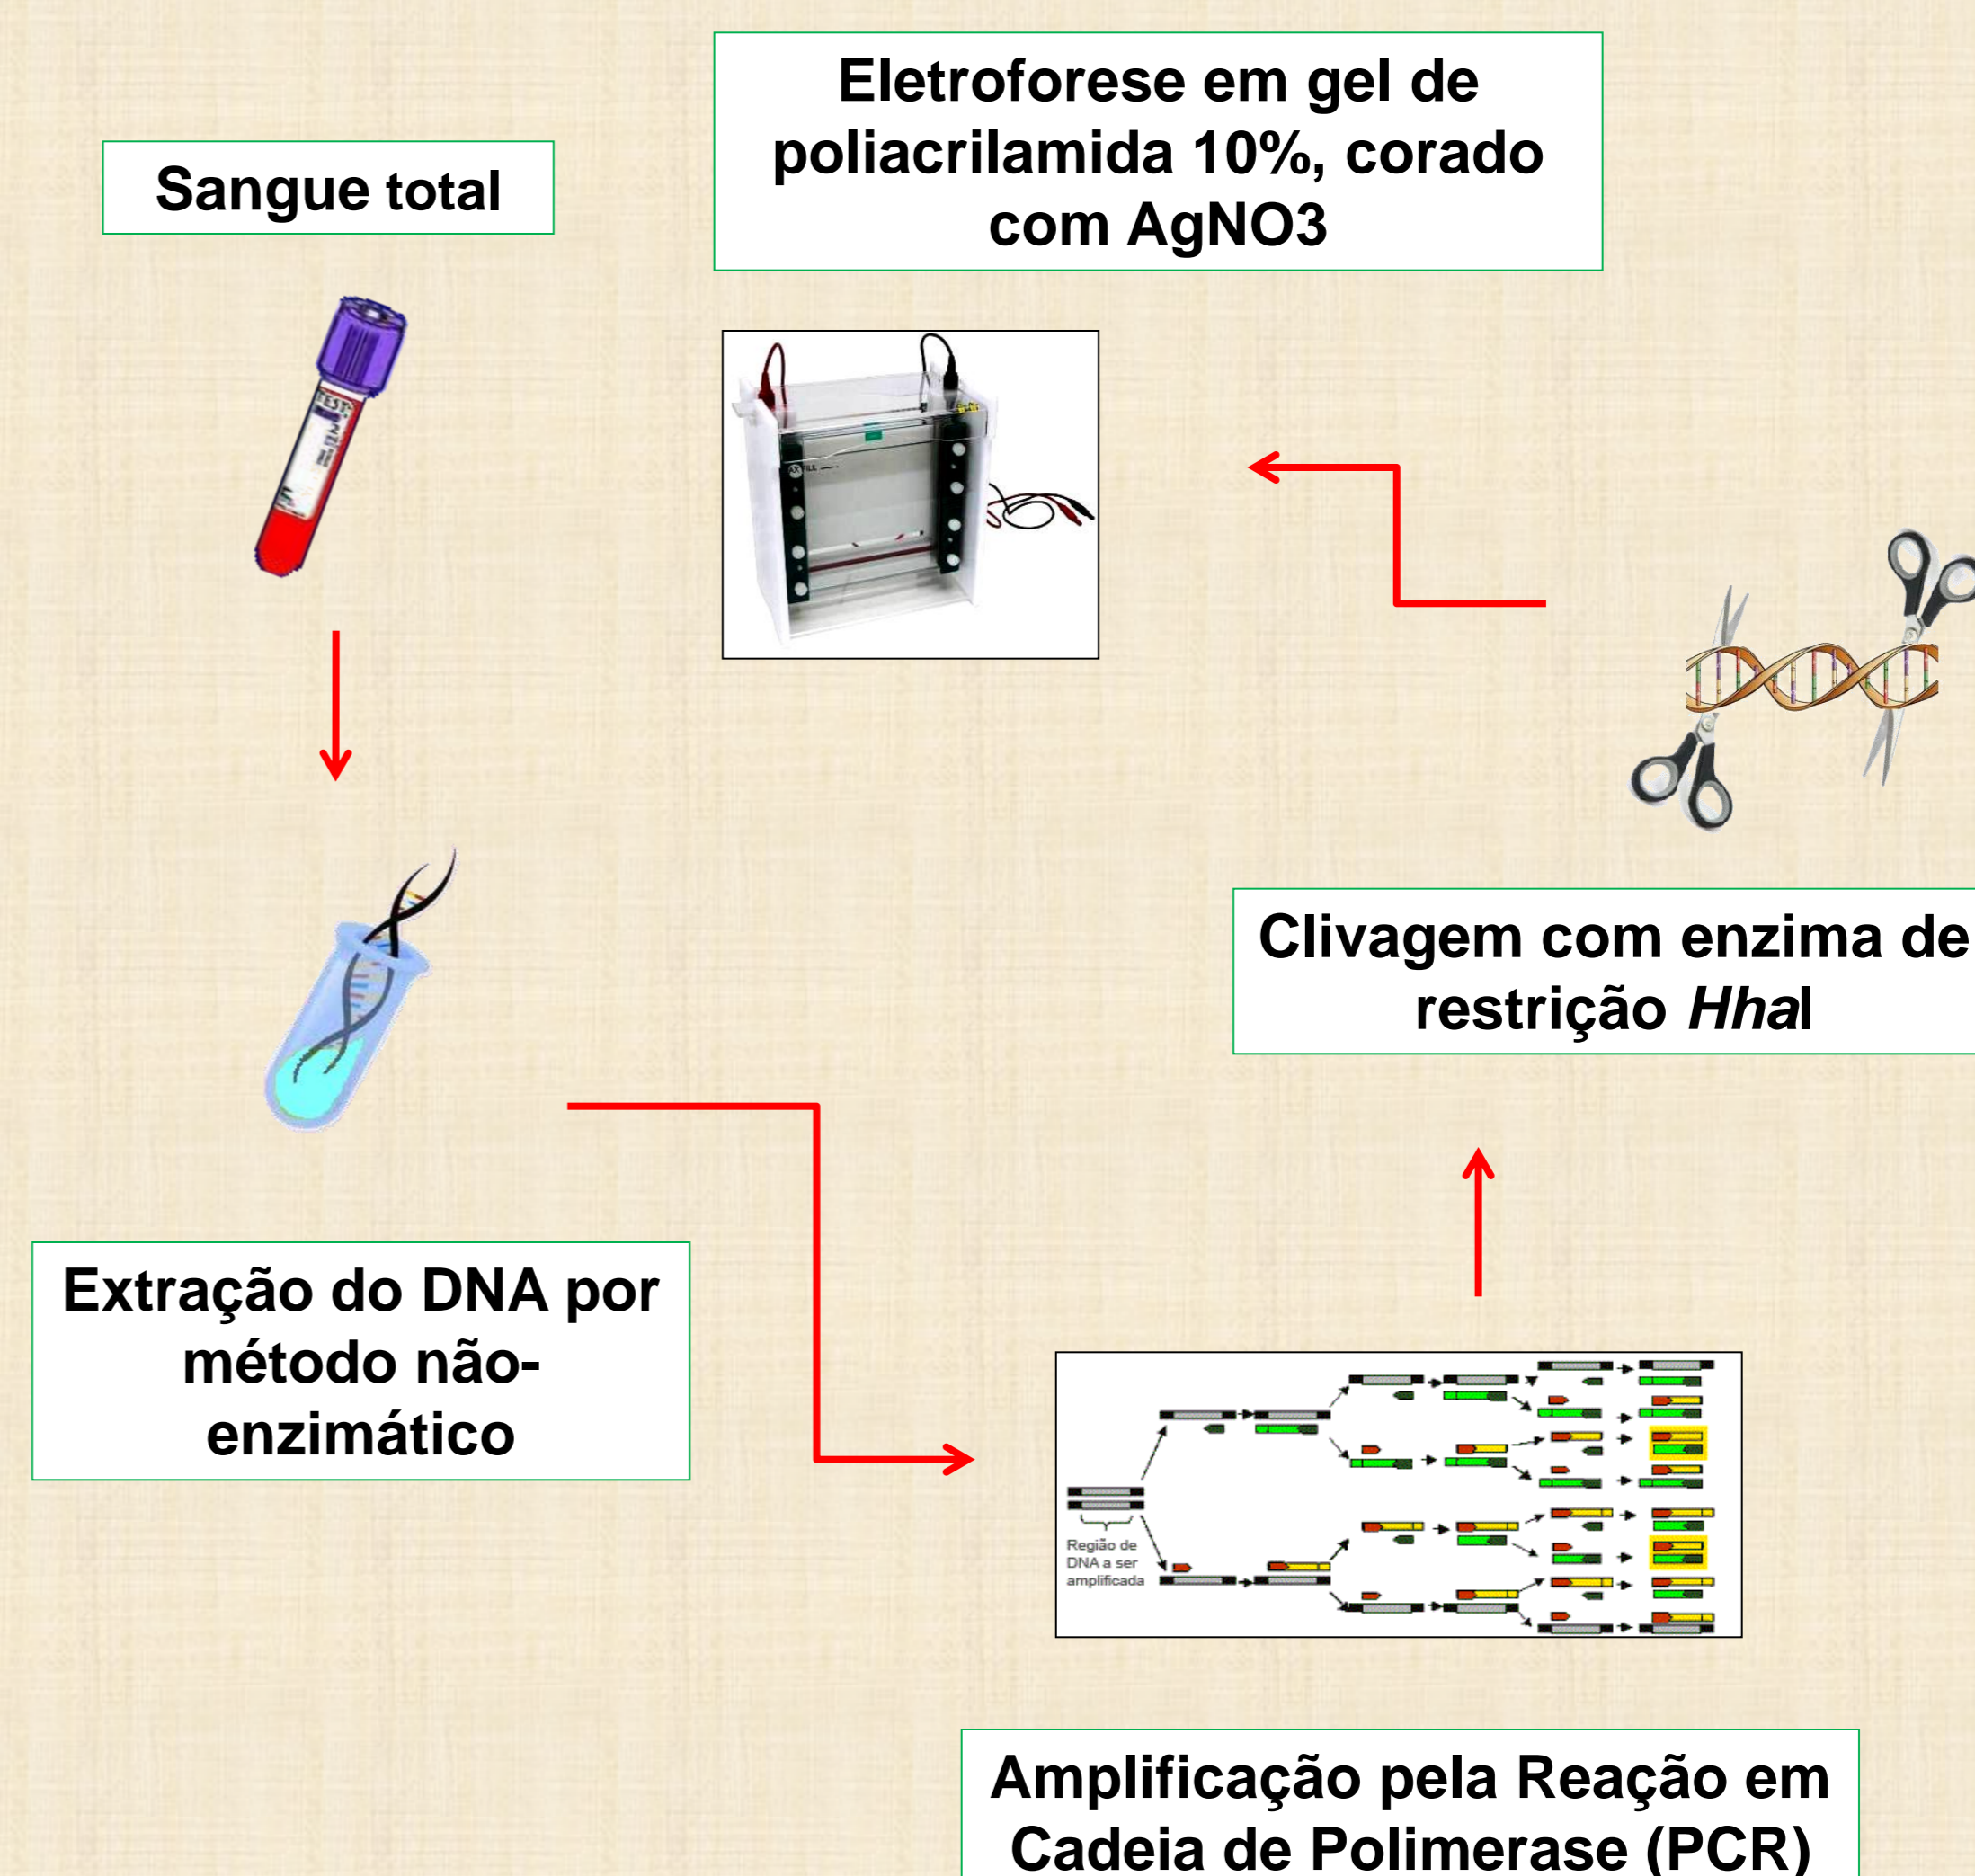 Sangue total
Eletroforese em gel de
poliacrilamida 10%, corado
com AgNO3
Clivagem com enzima de
restrição HhaI
Extração do DNA por
método não-
enzimático
Região de
DNA a ser
amplificada
Amplificação pela Reação em
Cadeia de Polimerase (PCR)